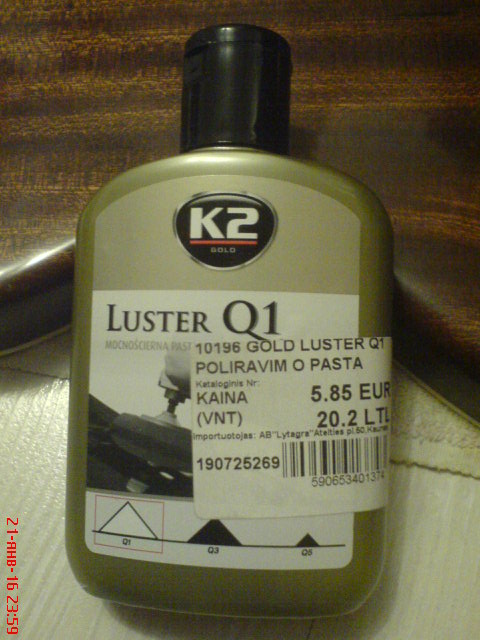 K2
GOLD
LUSTER Q1
MOCNOŚCIERNA PAST
10196 GOLD LUSTER Q1
POLIRAVIM O PASTA
Kataloginis Nr:
KAINA 5.85 EUR
(VNT) 20.2 LTL
Importuotojas: AB"Lytagra"Ateities pl.50,Kaunas
190725269
590653401374
Q1 Q3 Q5
21-ЯНВ-16 23:59